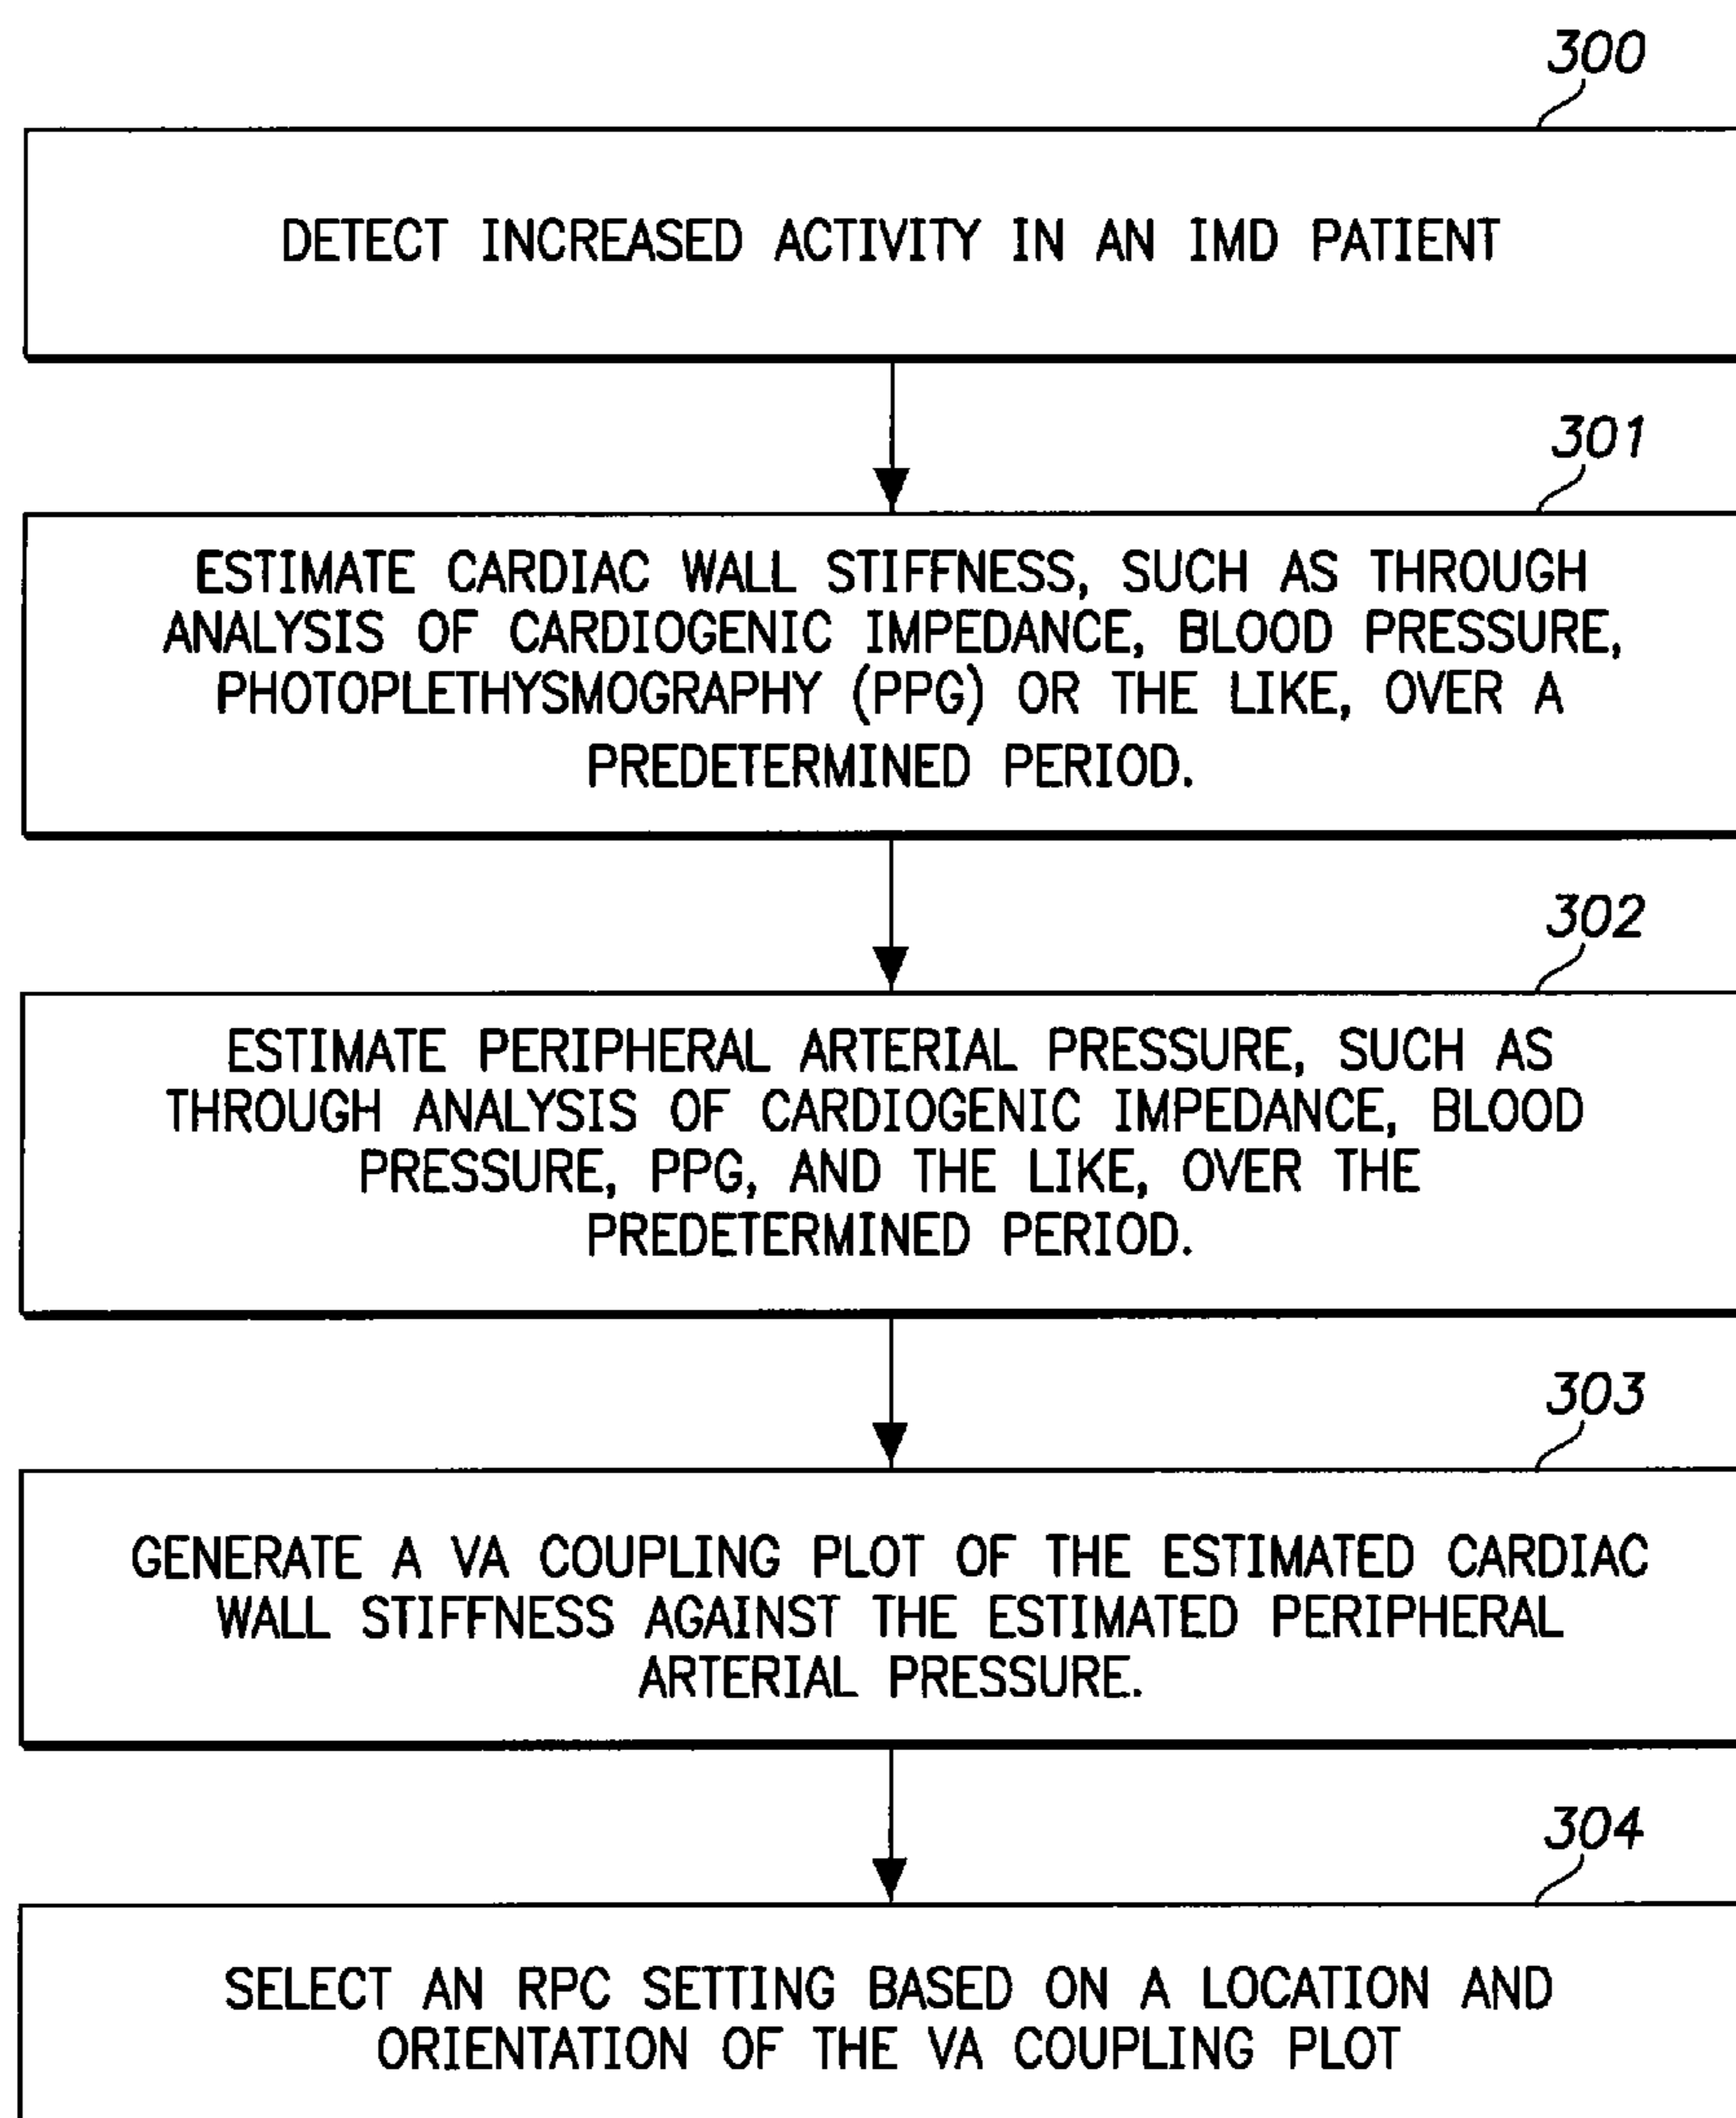 300
DETECT INCREASED ACTIVITY IN AN IMD PATIENT
301
ESTIMATE CARDIAC WALL STIFFNESS, SUCH AS THROUGH
ANALYSIS OF CARDIOGENIC IMPEDANCE, BLOOD PRESSURE,
PHOTOPLETHYSMOGRAPHY (PPG) OR THE LIKE, OVER A
PREDETERMINED PERIOD.
302
ESTIMATE PERIPHERAL ARTERIAL PRESSURE, SUCH AS
THROUGH ANALYSIS OF CARDIOGENIC IMPEDANCE, BLOOD
PRESSURE, PPG, AND THE LIKE, OVER THE
PREDETERMINED PERIOD.
303
GENERATE A VA COUPLING PLOT OF THE ESTIMATED CARDIAC
WALL STIFFNESS AGAINST THE ESTIMATED PERIPHERAL
ARTERIAL PRESSURE.
304
SELECT AN RPC SETTING BASED ON A LOCATION AND
ORIENTATION OF THE VA COUPLING PLOT